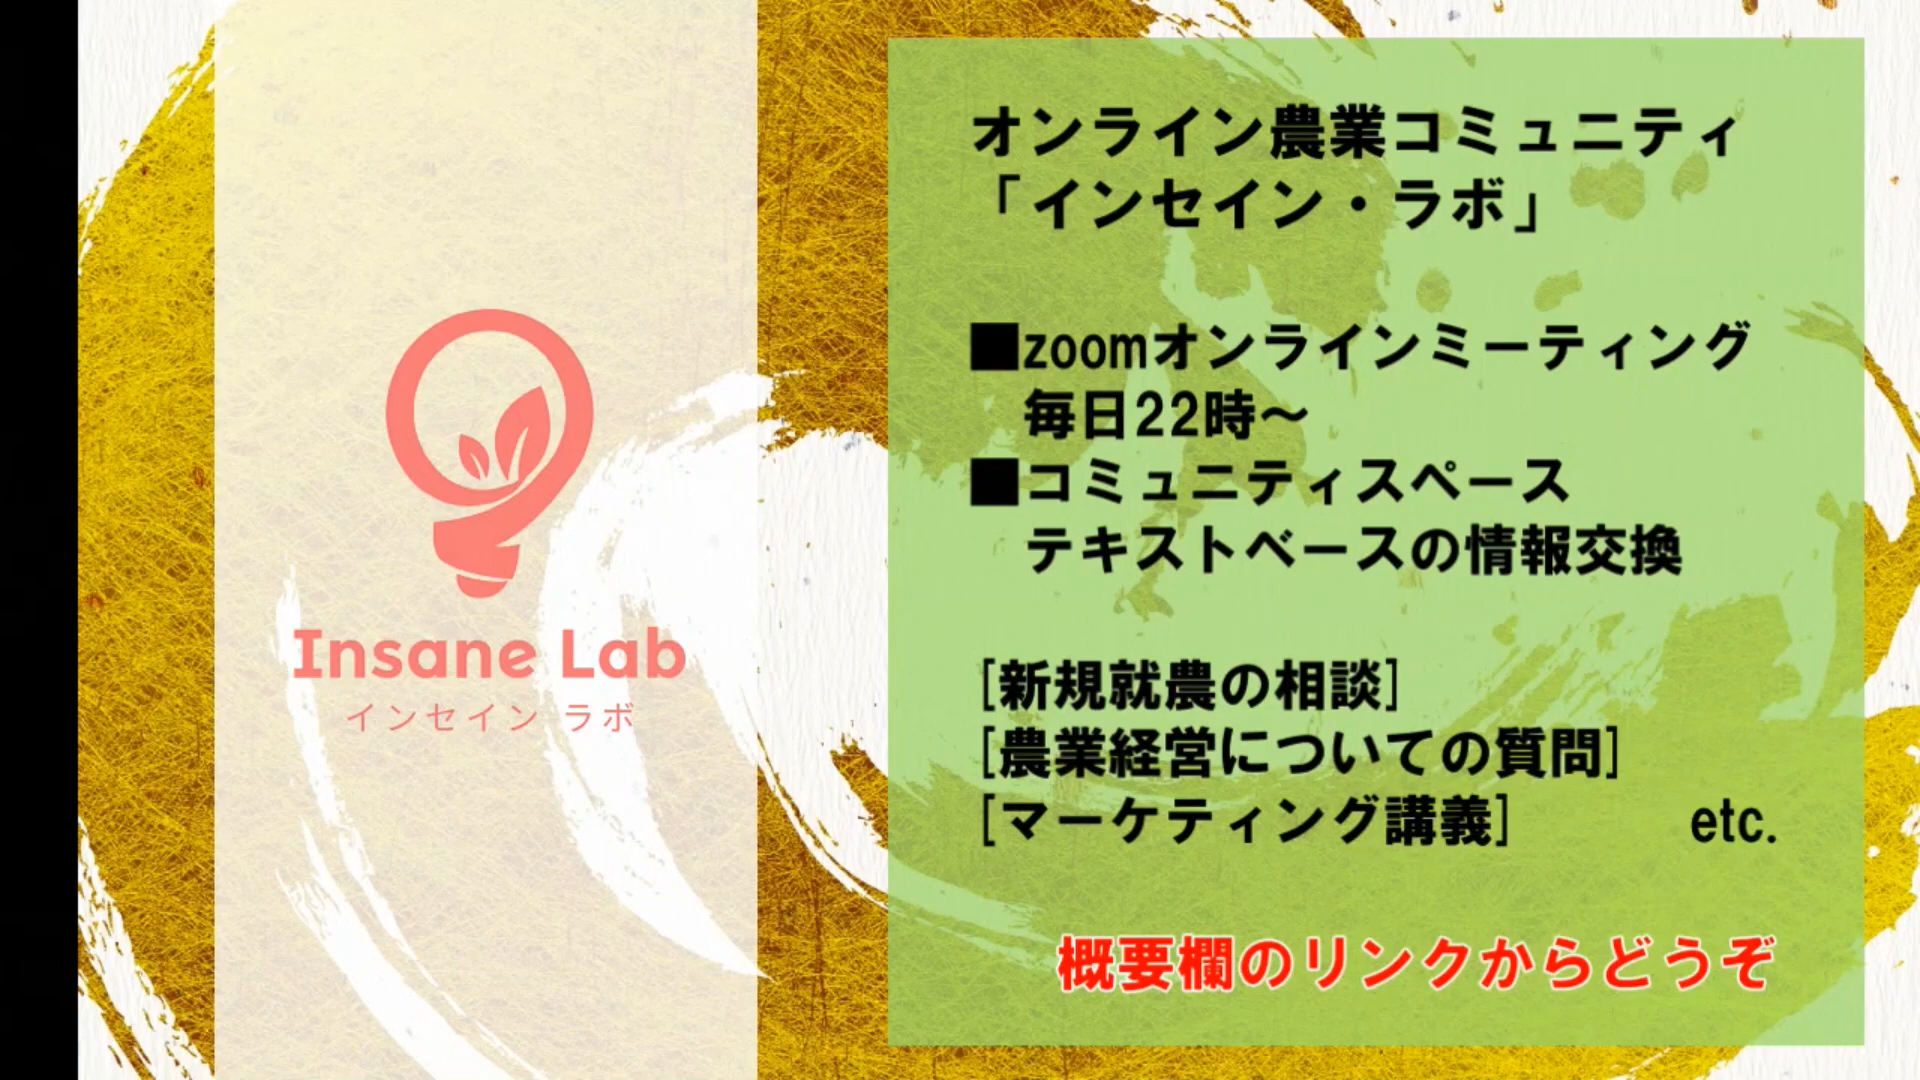 Insane Lab
インセイン ラボ
オンライン農業コミュニティ
「インセイン・ラボ」
■zoomオンラインミーティング
毎日22時～
■コミュニティスペース
テキストベースの情報交換
[新規就農の相談]
[農業経営についての質問]
[マーケティング講義] etc.
概要欄のリンクからどうぞ